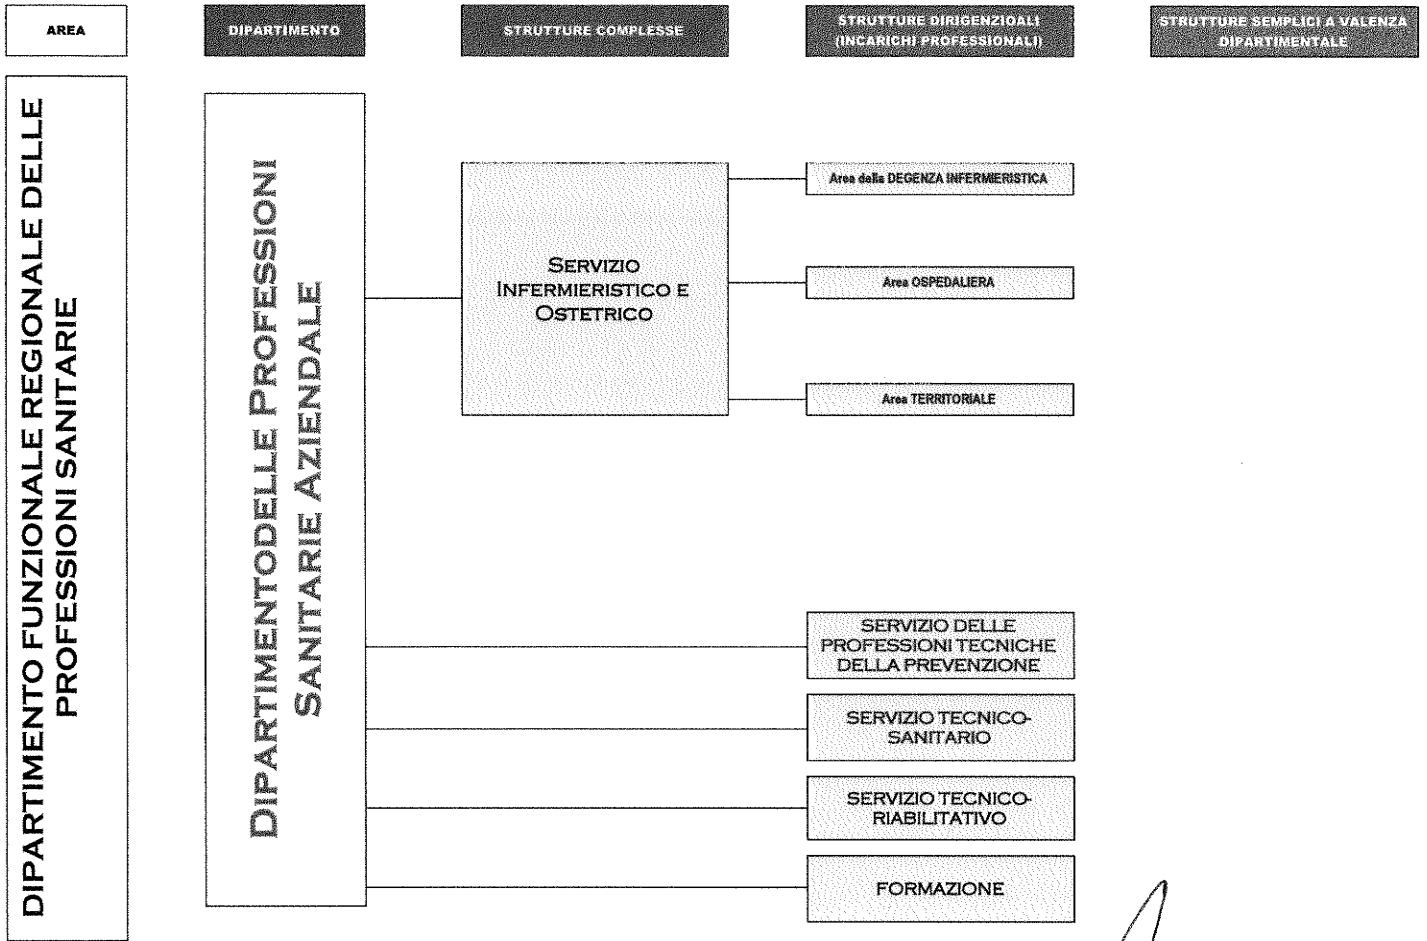 AREA
DIPARTIMENTO
STRUTTURE COMPLESSE
STRUTTURE DIRIGENZIOALI
(INCARICHI PROFESSIONALI)
STRUTTURE SEMPLICI A VALENZA
DIPARTIMENTALE
DIPARTIMENTO FUNZIONALE REGIONALE DELLE
PROFESSIONI SANITARIE
DIPARTIMENTODELLE PROFESSIONI
SANITARIE AZIENDALE
SERVIZIO
INFERMIERISTICO E
OSTETRICO
Area della DEGENZA INFERMIERISTICA
Area OSPEDALIERA
Area TERRITORIALE
SERVIZIO DELLE
PROFESSIONI TECNICHE
DELLA PREVENZIONE
SERVIZIO TECNICO-
SANITARIO
SERVIZIO TECNICO-
RIABILITATIVO
FORMAZIONE